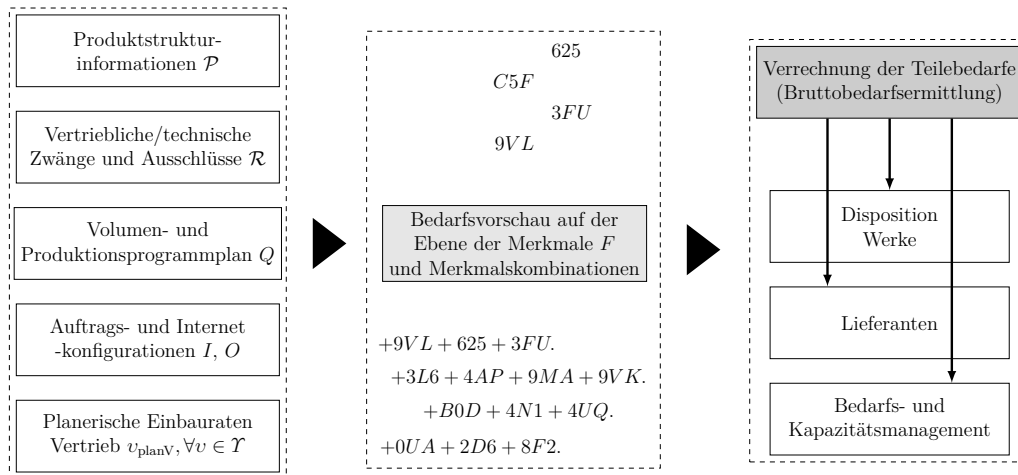 Produktstruktur-
informationen 𝒫
Vertriebliche/technische
Zwänge und Ausschlüsse ℛ
Volumen- und
Produktionsprogrammplan Q
Auftrags- und Internet
-konfigurationen I, O
Planerische Einbauraten
Vertrieb υ_planV, ∀υ ∈ ϒ
625
C5F
3FU
9VL
Bedarfsvorschau auf der
Ebene der Merkmale F
und Merkmalskombinationen
+9VL + 625 + 3FU.
+3L6 + 4AP + 9MA + 9VK.
+B0D + 4N1 + 4UQ.
+0UA + 2D6 + 8F2.
Verrechnung der Teilebedarfe
(Bruttobedarfsermittlung)
Disposition
Werke
Lieferanten
Bedarfs- und
Kapazitätsmanagement